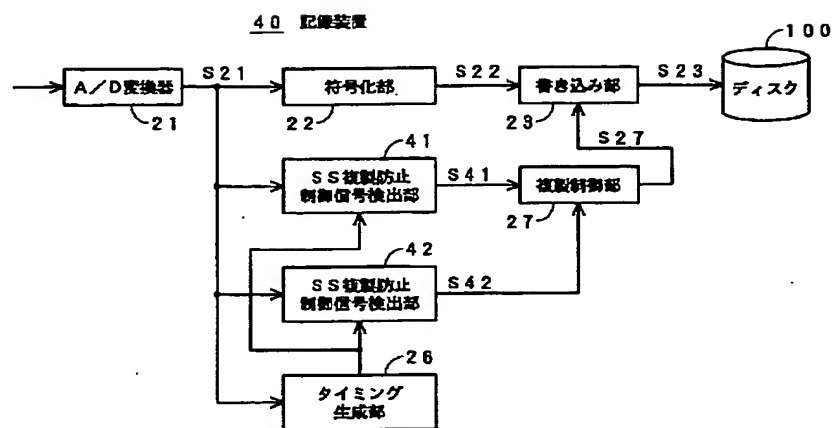 40 記録装置
100
A/D変換器
S21
符号化部
S22
書き込み部
S23
ディスク
21
22
23
S27
41
SS複製防止
制御信号検出部
S41
複製制御部
27
42
SS複製防止
制御信号検出部
S42
26
タイミング
生成部